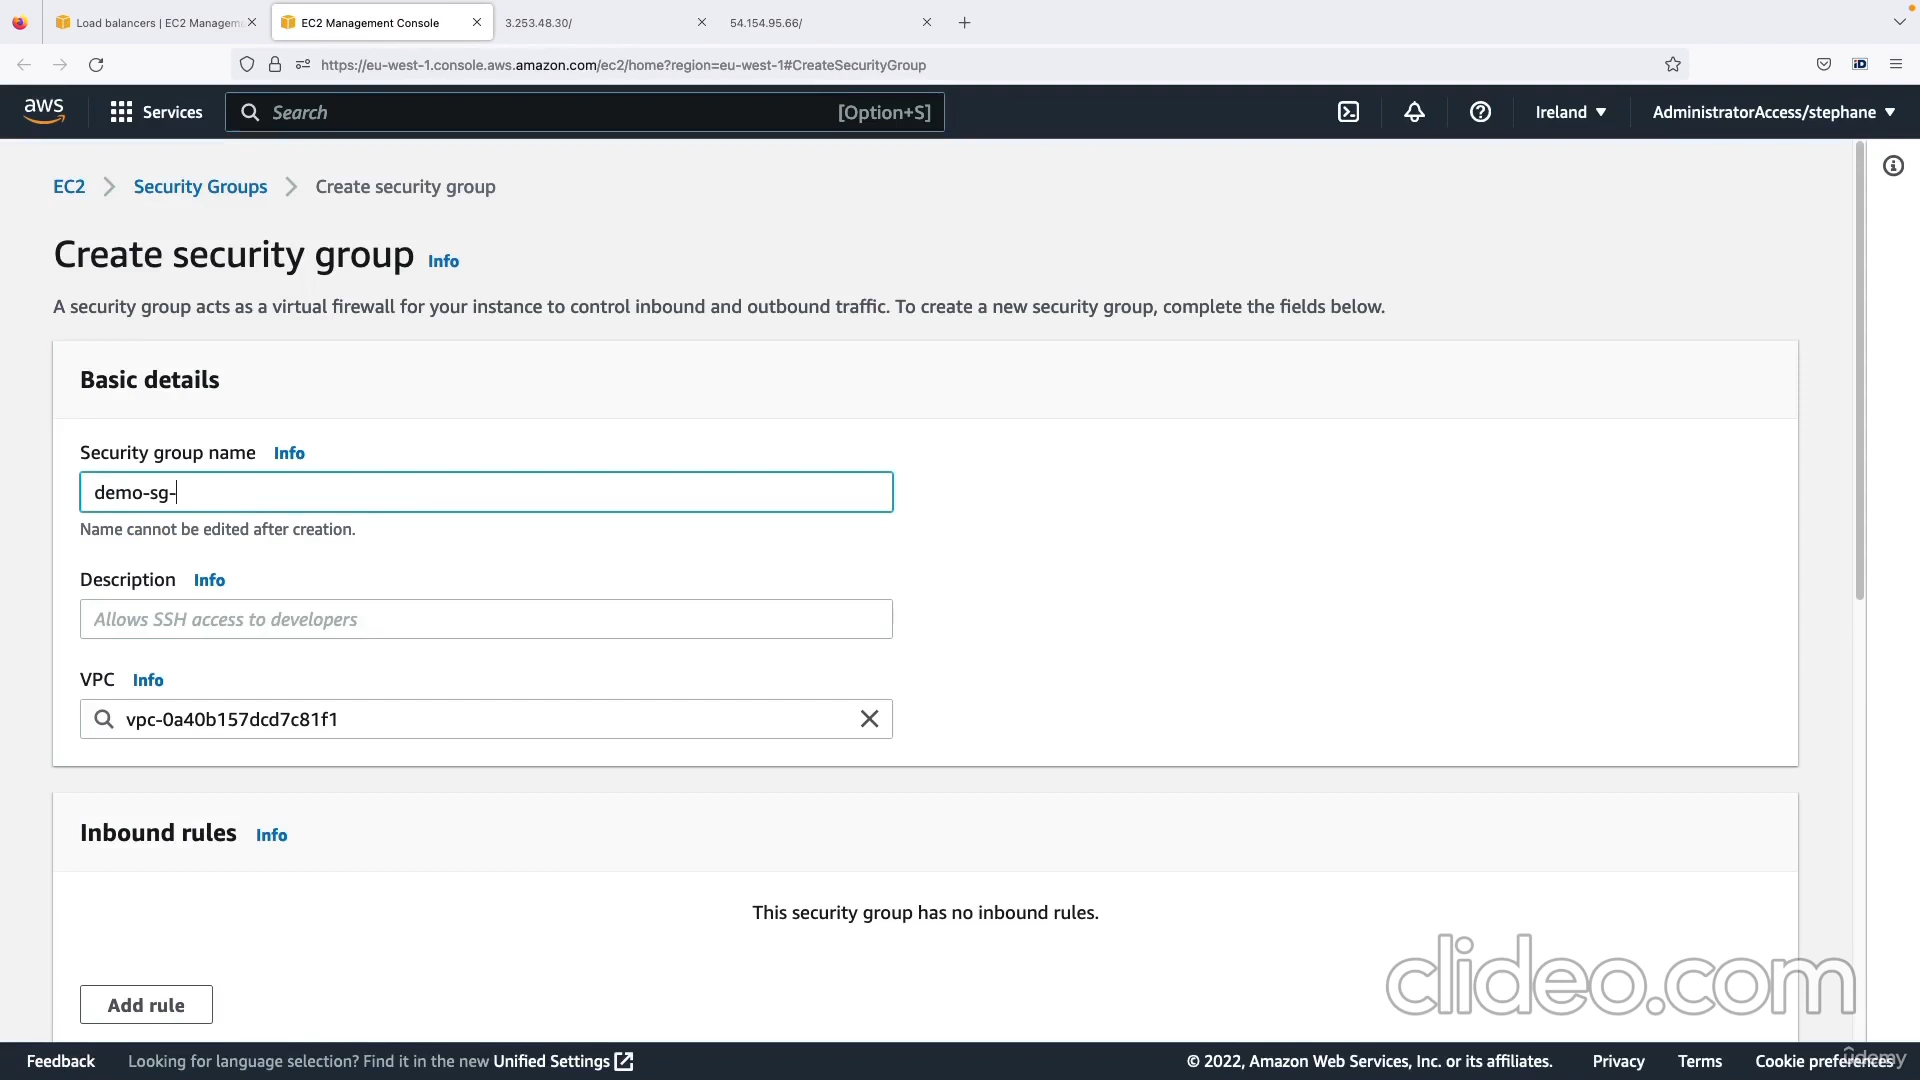 Load balancers | EC2 Managem
EC2 Management Console
3.253.48.30/
54.154.95.66/
https://eu-west-1.console.aws.amazon.com/ec2/home?region=eu-west-1#CreateSecurityGroup
iD
aws
Services
Search
[Option+S]
Ireland
AdministratorAccess/stephane
EC2
Security Groups
Create security group
Create security group Info
A security group acts as a virtual firewall for your instance to control inbound and outbound traffic. To create a new security group, complete the fields below.
Basic details
Security group name Info
demo-sg-
Name cannot be edited after creation.
Description Info
Allows SSH access to developers
VPC Info
vpc-0a40b157dcd7c81f1
Inbound rules Info
This security group has no inbound rules.
Add rule
clideo.com
Feedback
Looking for language selection? Find it in the new Unified Settings
© 2022, Amazon Web Services, Inc. or its affiliates.
Privacy
Terms
Cookie preferences
ûdemy